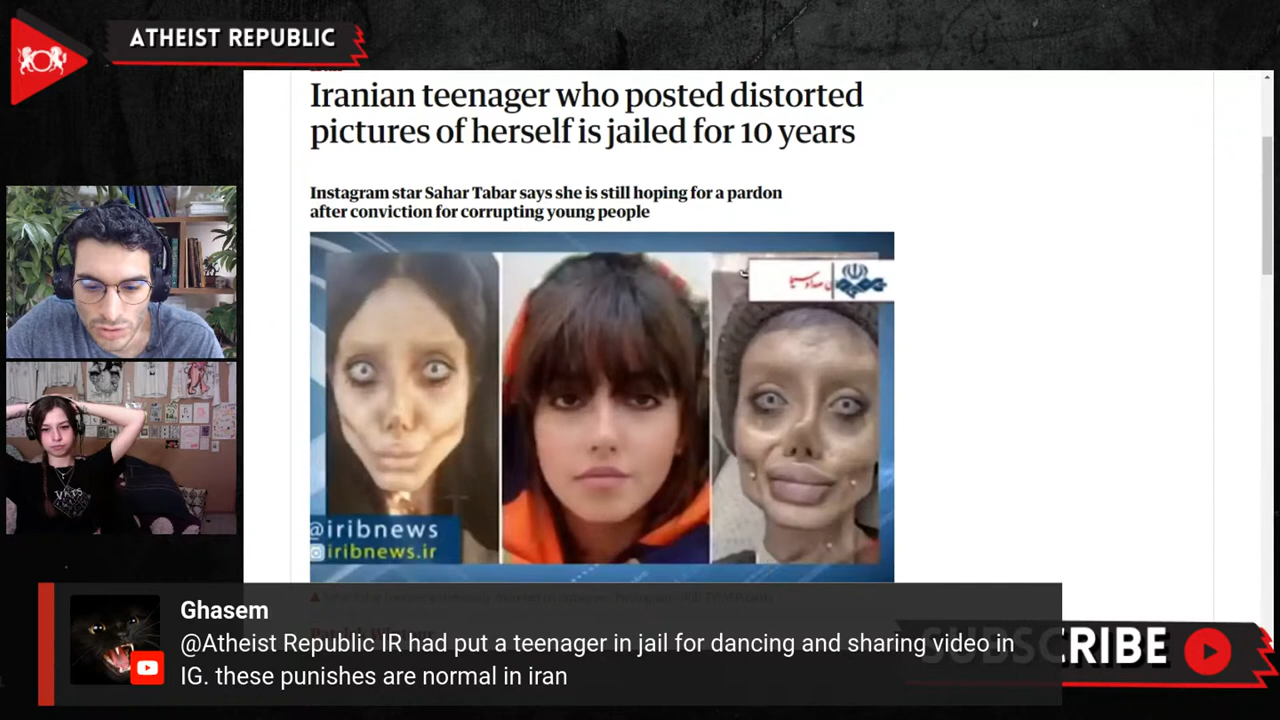 ATHEIST REPUBLIC
Iranian teenager who posted distorted
pictures of herself is jailed for 10 years
Instagram star Sahar Tabar says she is still hoping for a pardon
after conviction for corrupting young people
@iribnews
iribnews.ir
Ghasem
@Atheist Republic IR had put a teenager in jail for dancing and sharing video in
IG. these punishes are normal in iran
SUBSCRIBE